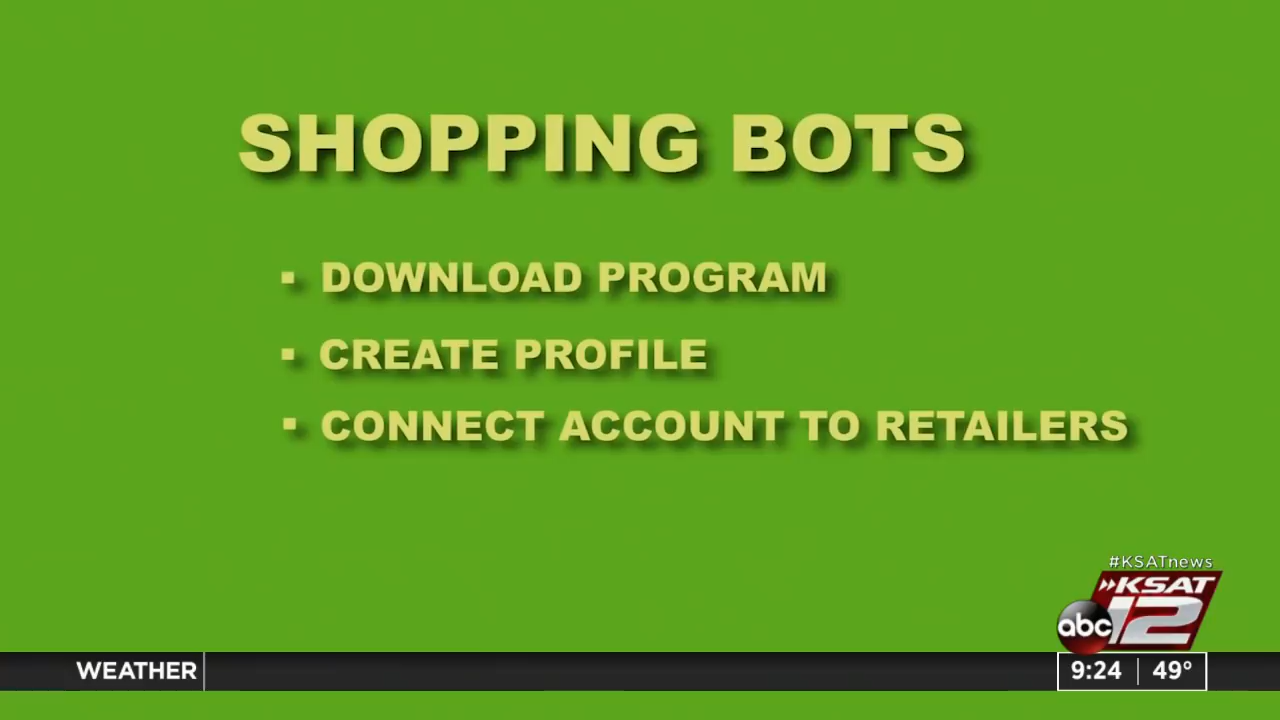 SHOPPING BOTS
▪ DOWNLOAD PROGRAM
▪ CREATE PROFILE
▪ CONNECT ACCOUNT TO RETAILERS
#KSATnews
KSAT
abc 12
WEATHER
9:24 | 49°